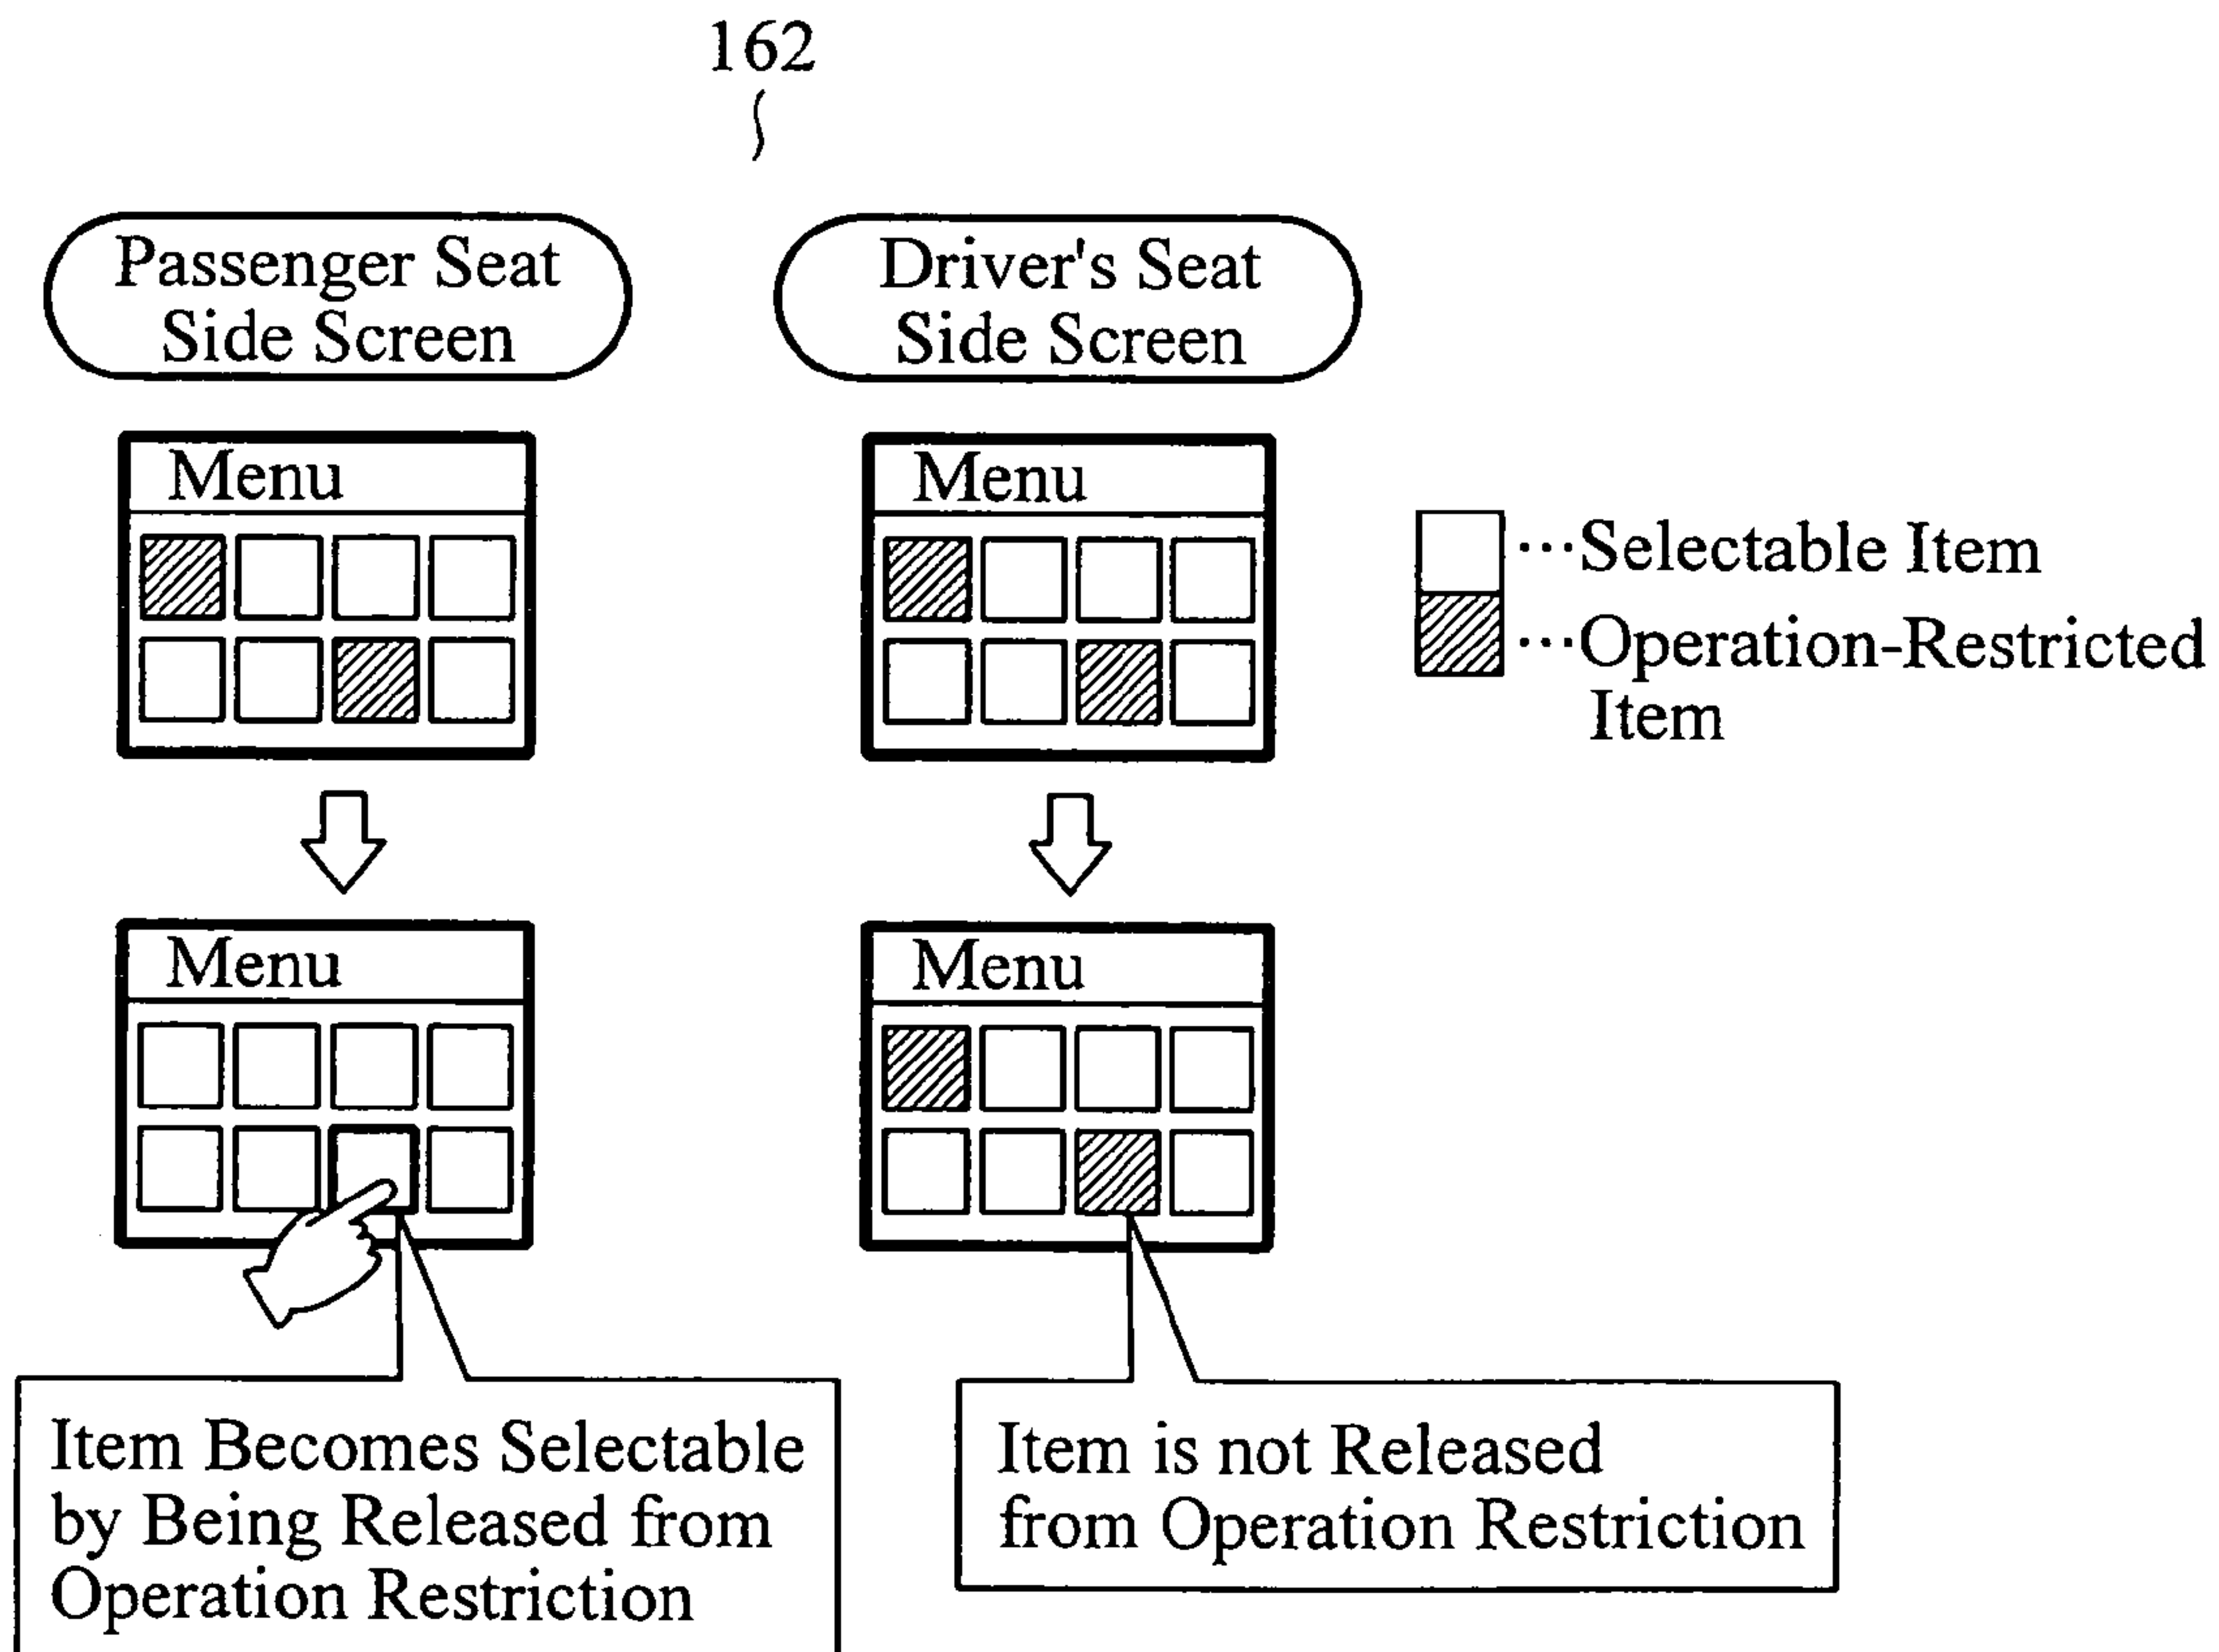 162
Passenger Seat
Side Screen
Driver's Seat
Side Screen
Menu
Menu
···Selectable Item
···Operation-Restricted
Item
Menu
Menu
Item Becomes Selectable
by Being Released from
Operation Restriction
Item is not Released
from Operation Restriction